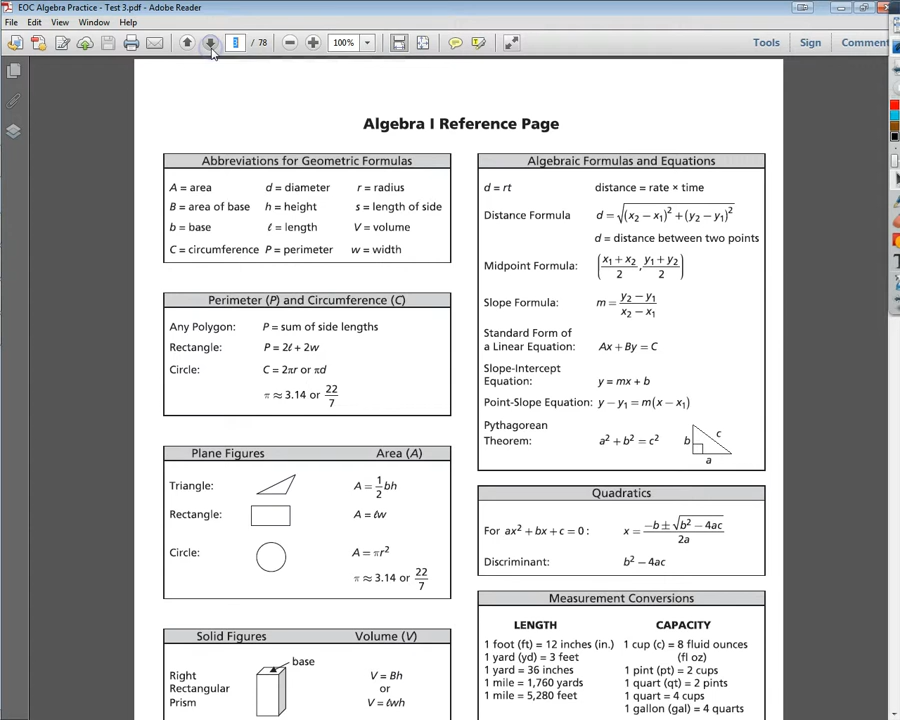 EOC Algebra Practice - Test 3.pdf - Adobe Reader
File Edit View Window Help
3 / 78 100% Tools Sign Comment
Algebra I Reference Page
Abbreviations for Geometric Formulas
A = area d = diameter r = radius
B = area of base h = height s = length of side
b = base ℓ = length V = volume
C = circumference P = perimeter w = width
Perimeter (P) and Circumference (C)
Any Polygon: P = sum of side lengths
Rectangle: P = 2ℓ + 2w
Circle: C = 2πr or πd
π ≈ 3.14 or 22/7
Plane Figures Area (A)
Triangle: A = 1/2 bh
Rectangle: A = ℓw
Circle: A = πr²
π ≈ 3.14 or 22/7
Solid Figures Volume (V)
base
Right V = Bh
Rectangular or
Prism V = ℓwh
Algebraic Formulas and Equations
d = rt distance = rate × time
Distance Formula d = √((x₂ − x₁)² + (y₂ − y₁)²)
d = distance between two points
Midpoint Formula: ((x₁ + x₂)/2, (y₁ + y₂)/2)
Slope Formula: m = (y₂ − y₁)/(x₂ − x₁)
Standard Form of
a Linear Equation: Ax + By = C
Slope-Intercept
Equation: y = mx + b
Point-Slope Equation: y − y₁ = m(x − x₁)
Pythagorean
Theorem: a² + b² = c² b c
a
Quadratics
For ax² + bx + c = 0 : x = (−b ± √(b² − 4ac))/2a
Discriminant: b² − 4ac
Measurement Conversions
LENGTH CAPACITY
1 foot (ft) = 12 inches (in.) 1 cup (c) = 8 fluid ounces
1 yard (yd) = 3 feet (fl oz)
1 yard = 36 inches 1 pint (pt) = 2 cups
1 mile = 1,760 yards 1 quart (qt) = 2 pints
1 mile = 5,280 feet 1 quart = 4 cups
1 gallon (gal) = 4 quarts